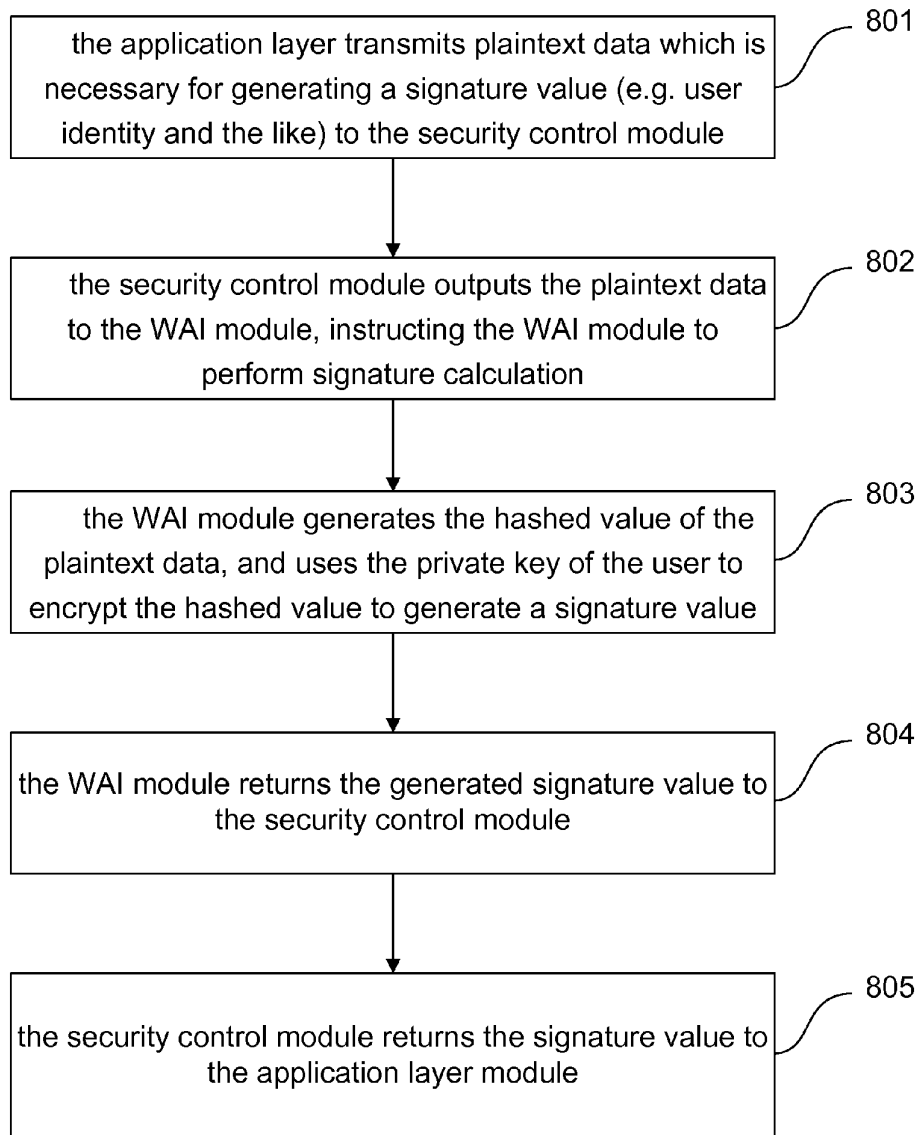 801
the application layer transmits plaintext data which is
necessary for generating a signature value (e.g. user
identity and the like) to the security control module
802
the security control module outputs the plaintext data
to the WAI module, instructing the WAI module to
perform signature calculation
803
the WAI module generates the hashed value of the
plaintext data, and uses the private key of the user to
encrypt the hashed value to generate a signature value
804
the WAI module returns the generated signature value to
the security control module
805
the security control module returns the signature value to
the application layer module